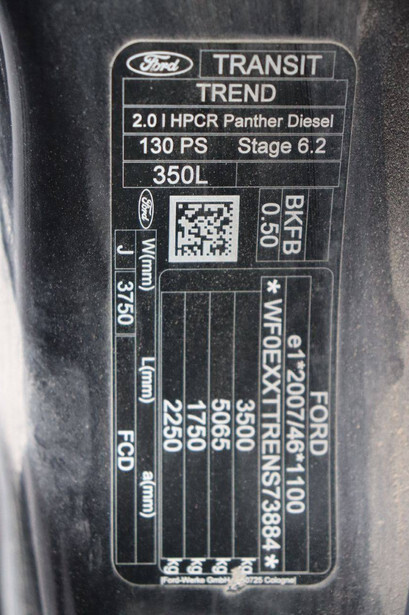 Ford TRANSIT
TREND
2.0 l HPCR Panther Diesel
130 PS Stage 6.2
350L
Ford
BKFB
0.50
FORD
e1*2007/46*1100
* WF0EXXTTRENS73884 *
3500 kg
5065 kg
1750 kg
2250 kg
W(mm) L(mm) a(mm)
J 3750 FCD
[Ford-Werke GmbH Cologne]